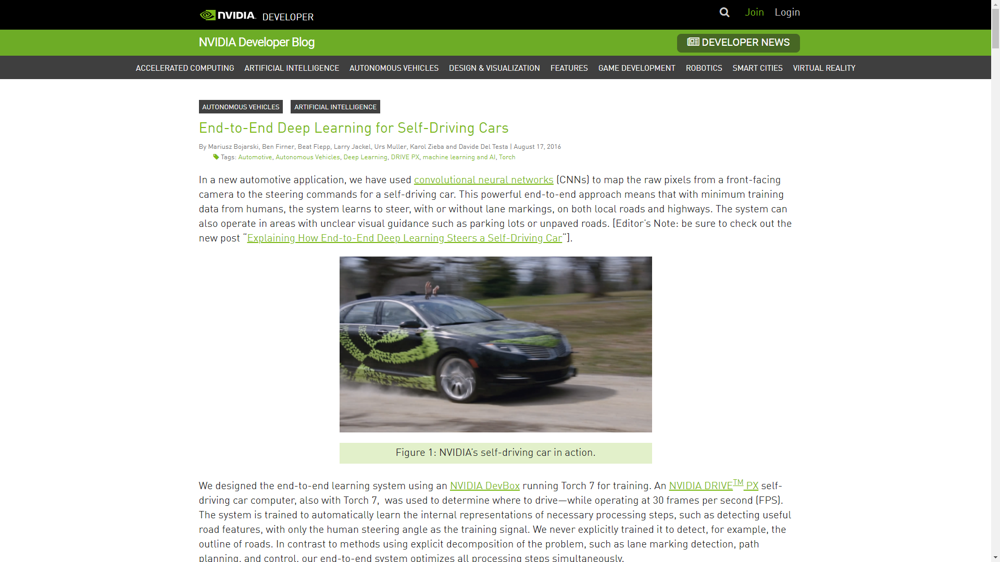 NVIDIA DEVELOPER
Join Login
NVIDIA Developer Blog
DEVELOPER NEWS
ACCELERATED COMPUTING ARTIFICIAL INTELLIGENCE AUTONOMOUS VEHICLES DESIGN & VISUALIZATION FEATURES GAME DEVELOPMENT ROBOTICS SMART CITIES VIRTUAL REALITY
AUTONOMOUS VEHICLES ARTIFICIAL INTELLIGENCE
End-to-End Deep Learning for Self-Driving Cars
By Mariusz Bojarski, Ben Firner, Beat Flepp, Larry Jackel, Urs Muller, Karol Zieba and Davide Del Testa | August 17, 2016
Tags: Automotive, Autonomous Vehicles, Deep Learning, DRIVE PX, machine learning and AI, Torch
In a new automotive application, we have used convolutional neural networks (CNNs) to map the raw pixels from a front-facing
camera to the steering commands for a self-driving car. This powerful end-to-end approach means that with minimum training
data from humans, the system learns to steer, with or without lane markings, on both local roads and highways. The system can
also operate in areas with unclear visual guidance such as parking lots or unpaved roads. [Editor’s Note: be sure to check out the
new post “Explaining How End-to-End Deep Learning Steers a Self-Driving Car“].
Figure 1: NVIDIA’s self-driving car in action.
We designed the end-to-end learning system using an NVIDIA DevBox running Torch 7 for training. An NVIDIA DRIVETM PX self-
driving car computer, also with Torch 7, was used to determine where to drive—while operating at 30 frames per second (FPS).
The system is trained to automatically learn the internal representations of necessary processing steps, such as detecting useful
road features, with only the human steering angle as the training signal. We never explicitly trained it to detect, for example, the
outline of roads. In contrast to methods using explicit decomposition of the problem, such as lane marking detection, path
planning, and control, our end-to-end system optimizes all processing steps simultaneously.